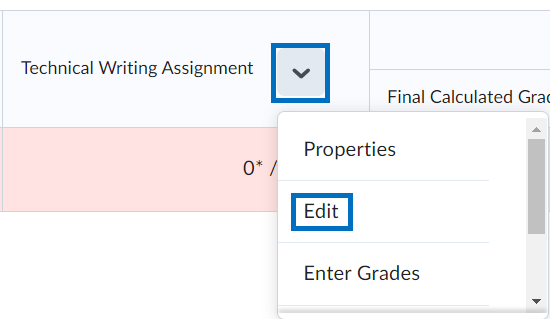 Technical Writing Assignment
Final Calculated Grad
0* /
Properties
Edit
Enter Grades